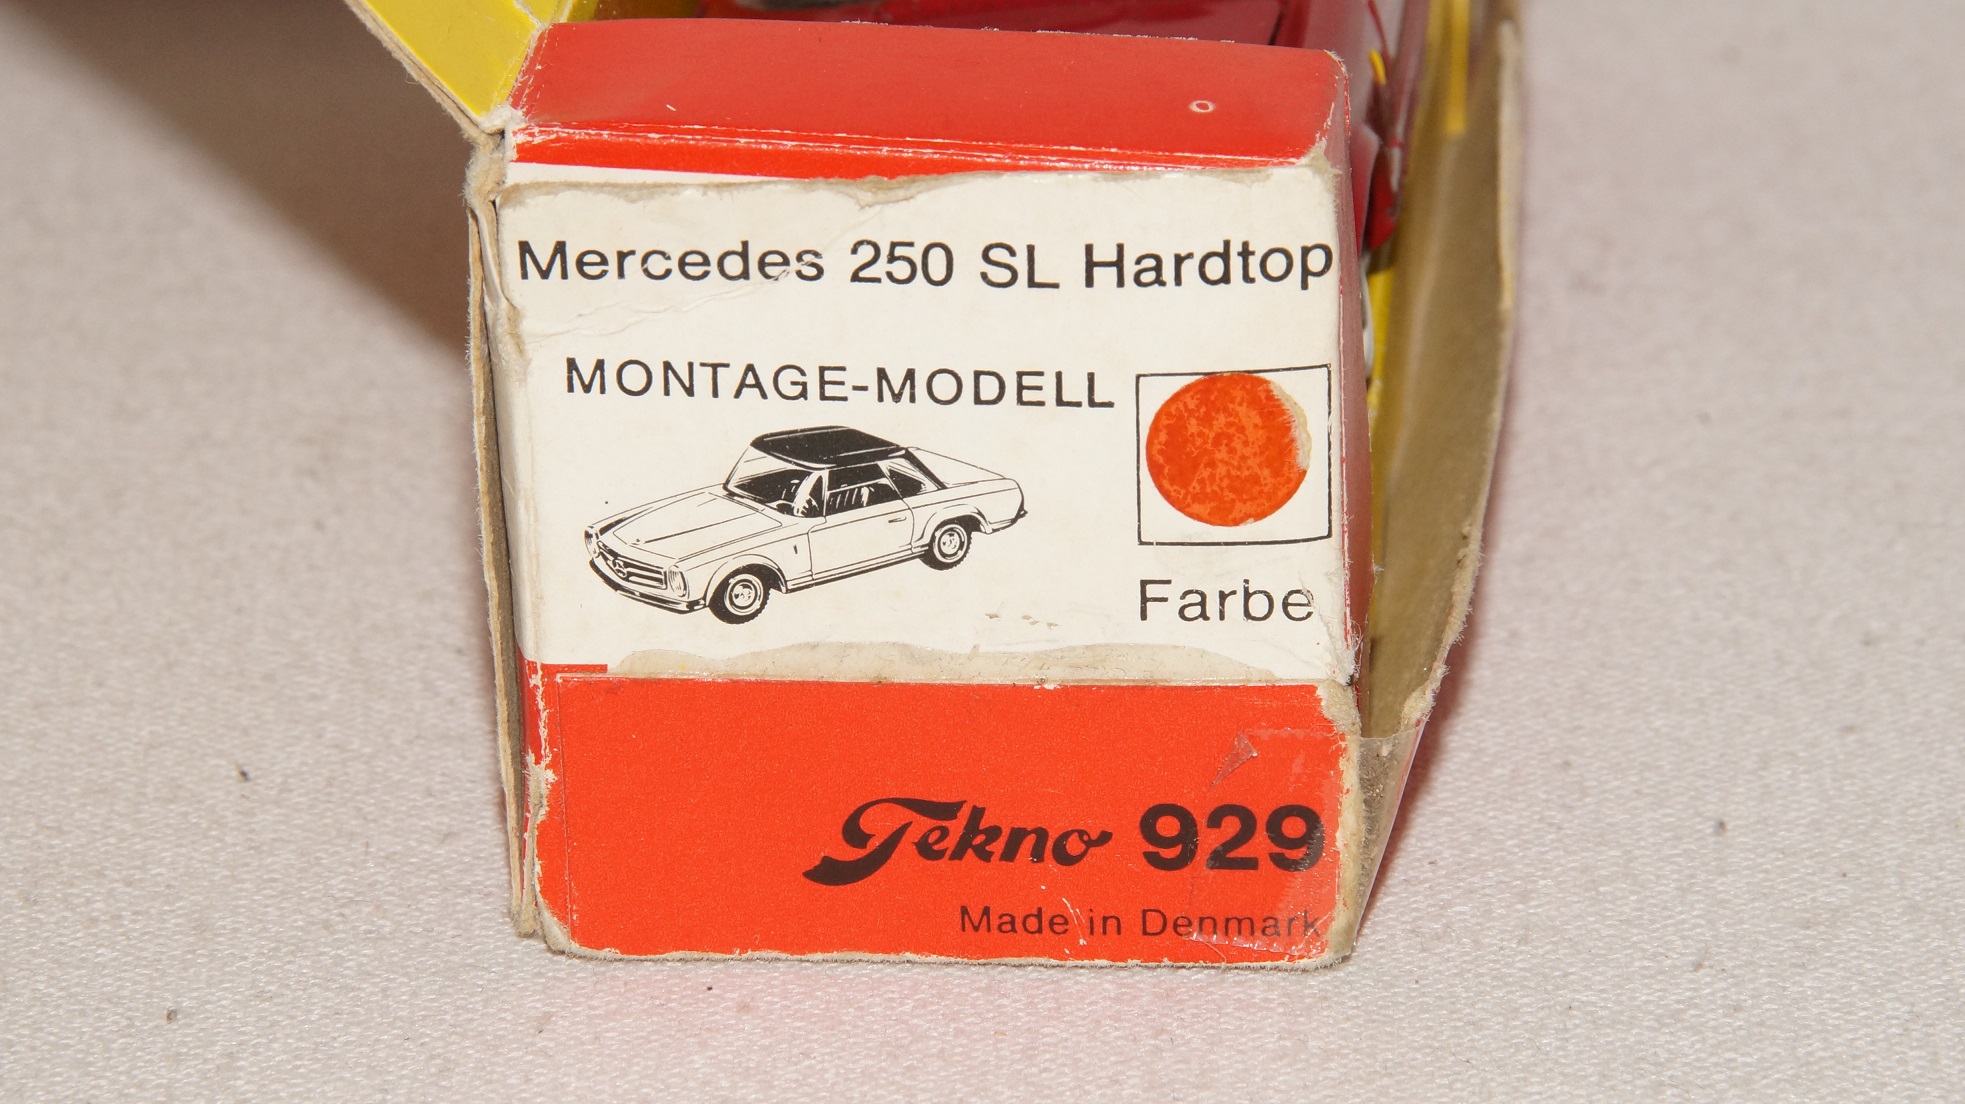 Mercedes 250 SL Hardtop
MONTAGE-MODELL
Farbe
Tekno 929
Made in Denmark